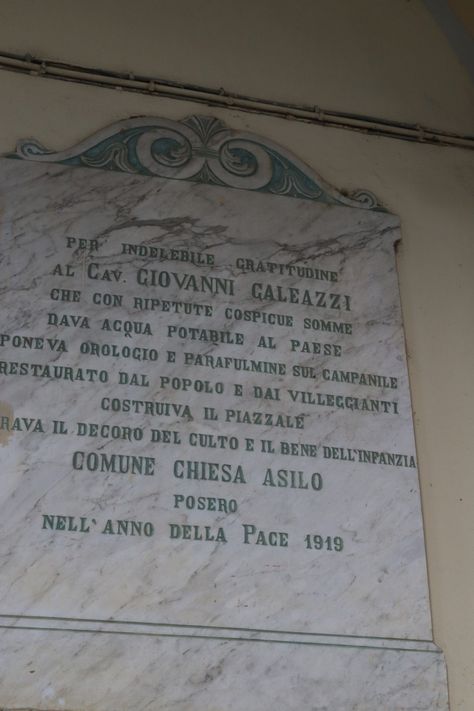 PER INDELEBILE GRATITUDINE
AL CAV. GIOVANNI GALEAZZI
CHE CON RIPETUTE COSPICUE SOMME
DAVA ACQUA POTABILE AL PAESE
PONEVA OROLOGIO E PARAFULMINE SUL CAMPANILE
RESTAURATO DAL POPOLO E DAI VILLEGGIANTI
COSTRUIVA IL PIAZZALE
RAVA IL DECORO DEL CULTO E IL BENE DELL'INFANZIA
COMUNE CHIESA ASILO
POSERO
NELL'ANNO DELLA PACE 1919